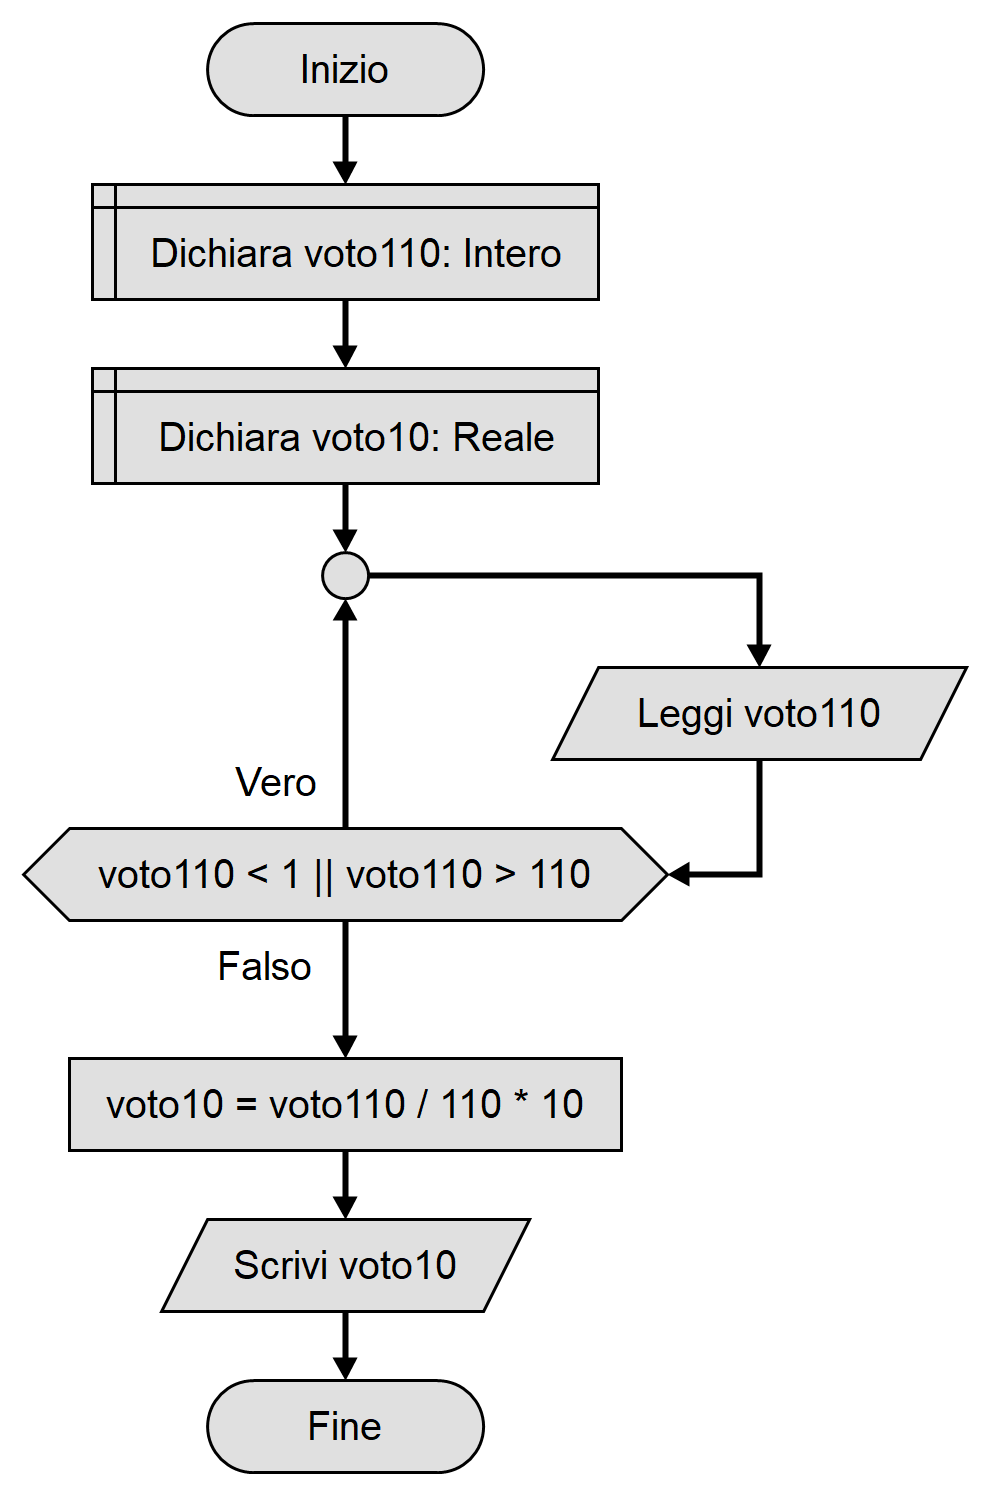 Inizio
Dichiara voto110: Intero
Dichiara voto10: Reale
Leggi voto110
Vero
voto110 < 1 || voto110 > 110
Falso
voto10 = voto110 / 110 * 10
Scrivi voto10
Fine